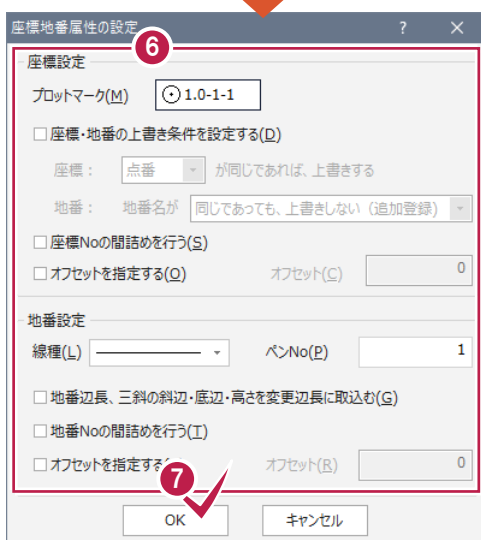 座標地番属性の設定 ? ×
6
座標設定
プロットマーク(M) 1.0-1-1
座標・地番の上書き条件を設定する(D)
座標： 点番 が同じであれば、上書きする
地番： 地番名が 同じであっても、上書きしない（追加登録）
座標Noの間詰めを行う(S)
オフセットを指定する(O) オフセット(C) 0
地番設定
線種(L) ペンNo(P) 1
地番辺長、三斜の斜辺・底辺・高さを変更辺長に取込む(G)
地番Noの間詰めを行う(T)
オフセットを指定する オフセット(R) 0
7
OK キャンセル